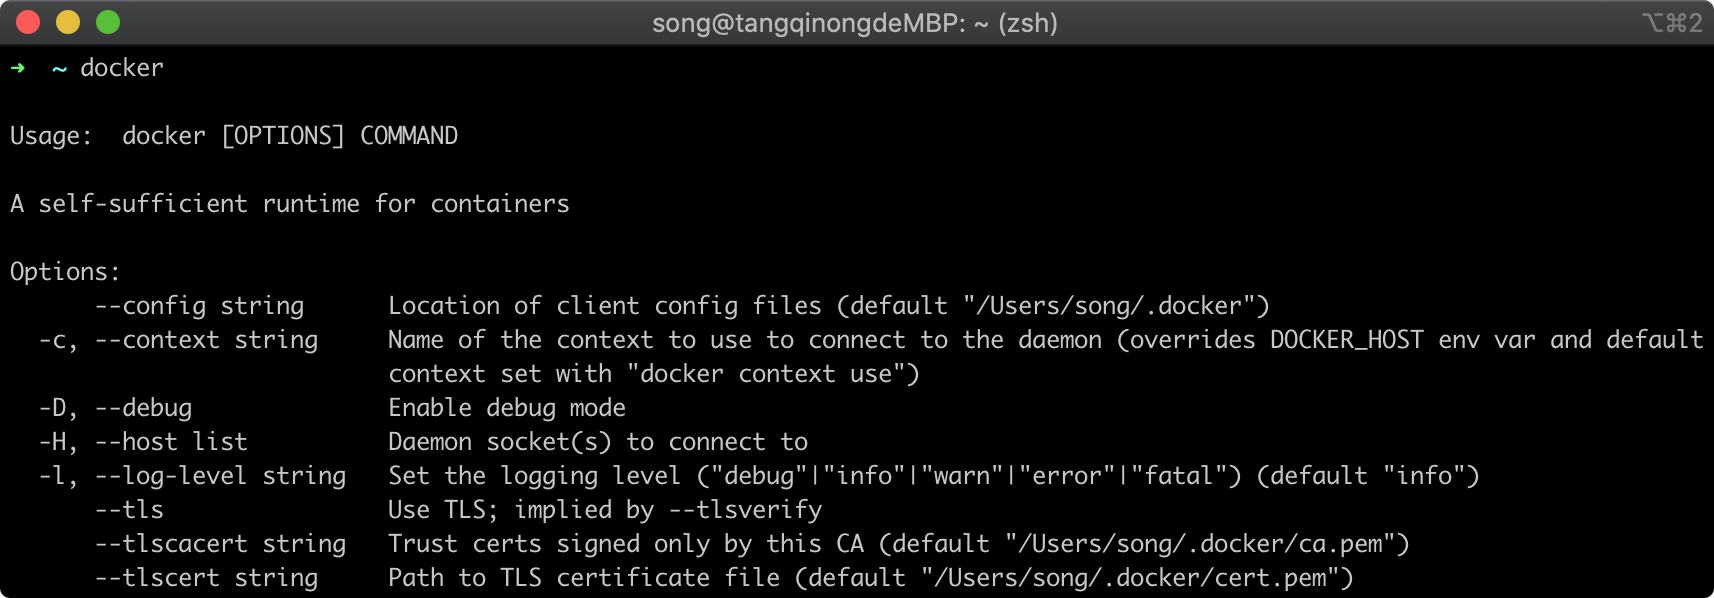 song@tangqinongdeMBP: ~ (zsh) ⌥⌘2
➜ ~ docker
Usage: docker [OPTIONS] COMMAND
A self-sufficient runtime for containers
Options:
--config string Location of client config files (default "/Users/song/.docker")
-c, --context string Name of the context to use to connect to the daemon (overrides DOCKER_HOST env var and default
context set with "docker context use")
-D, --debug Enable debug mode
-H, --host list Daemon socket(s) to connect to
-l, --log-level string Set the logging level ("debug"|"info"|"warn"|"error"|"fatal") (default "info")
--tls Use TLS; implied by --tlsverify
--tlscacert string Trust certs signed only by this CA (default "/Users/song/.docker/ca.pem")
--tlscert string Path to TLS certificate file (default "/Users/song/.docker/cert.pem")